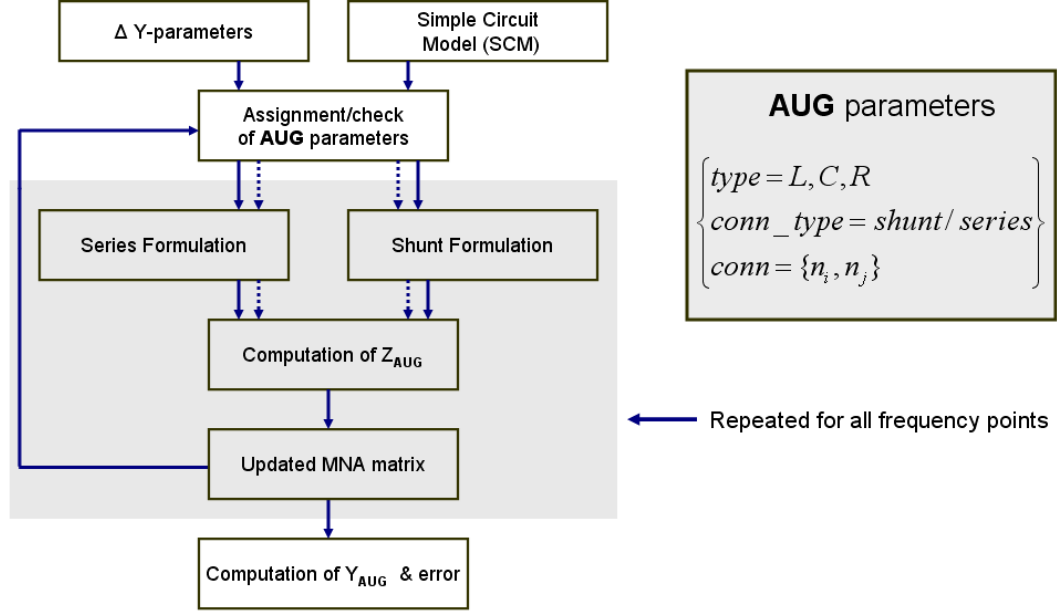 Δ Y-parameters
Simple Circuit
Model (SCM)
Assignment/check
of AUG parameters
Series Formulation
Shunt Formulation
Computation of Z_AUG
Updated MNA matrix
Computation of Y_AUG & error
AUG parameters
type = L, C, R
conn_type = shunt / series
conn = {n_i, n_j}
Repeated for all frequency points